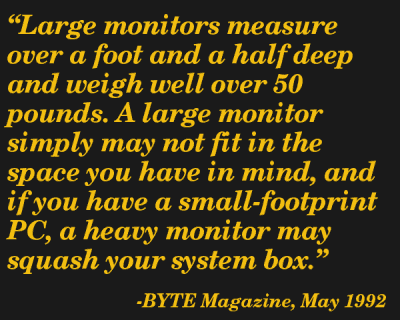 “Large monitors measure
over a foot and a half deep
and weigh well over 50
pounds. A large monitor
simply may not fit in the
space you have in mind, and
if you have a small-footprint
PC, a heavy monitor may
squash your system box.”
-BYTE Magazine, May 1992